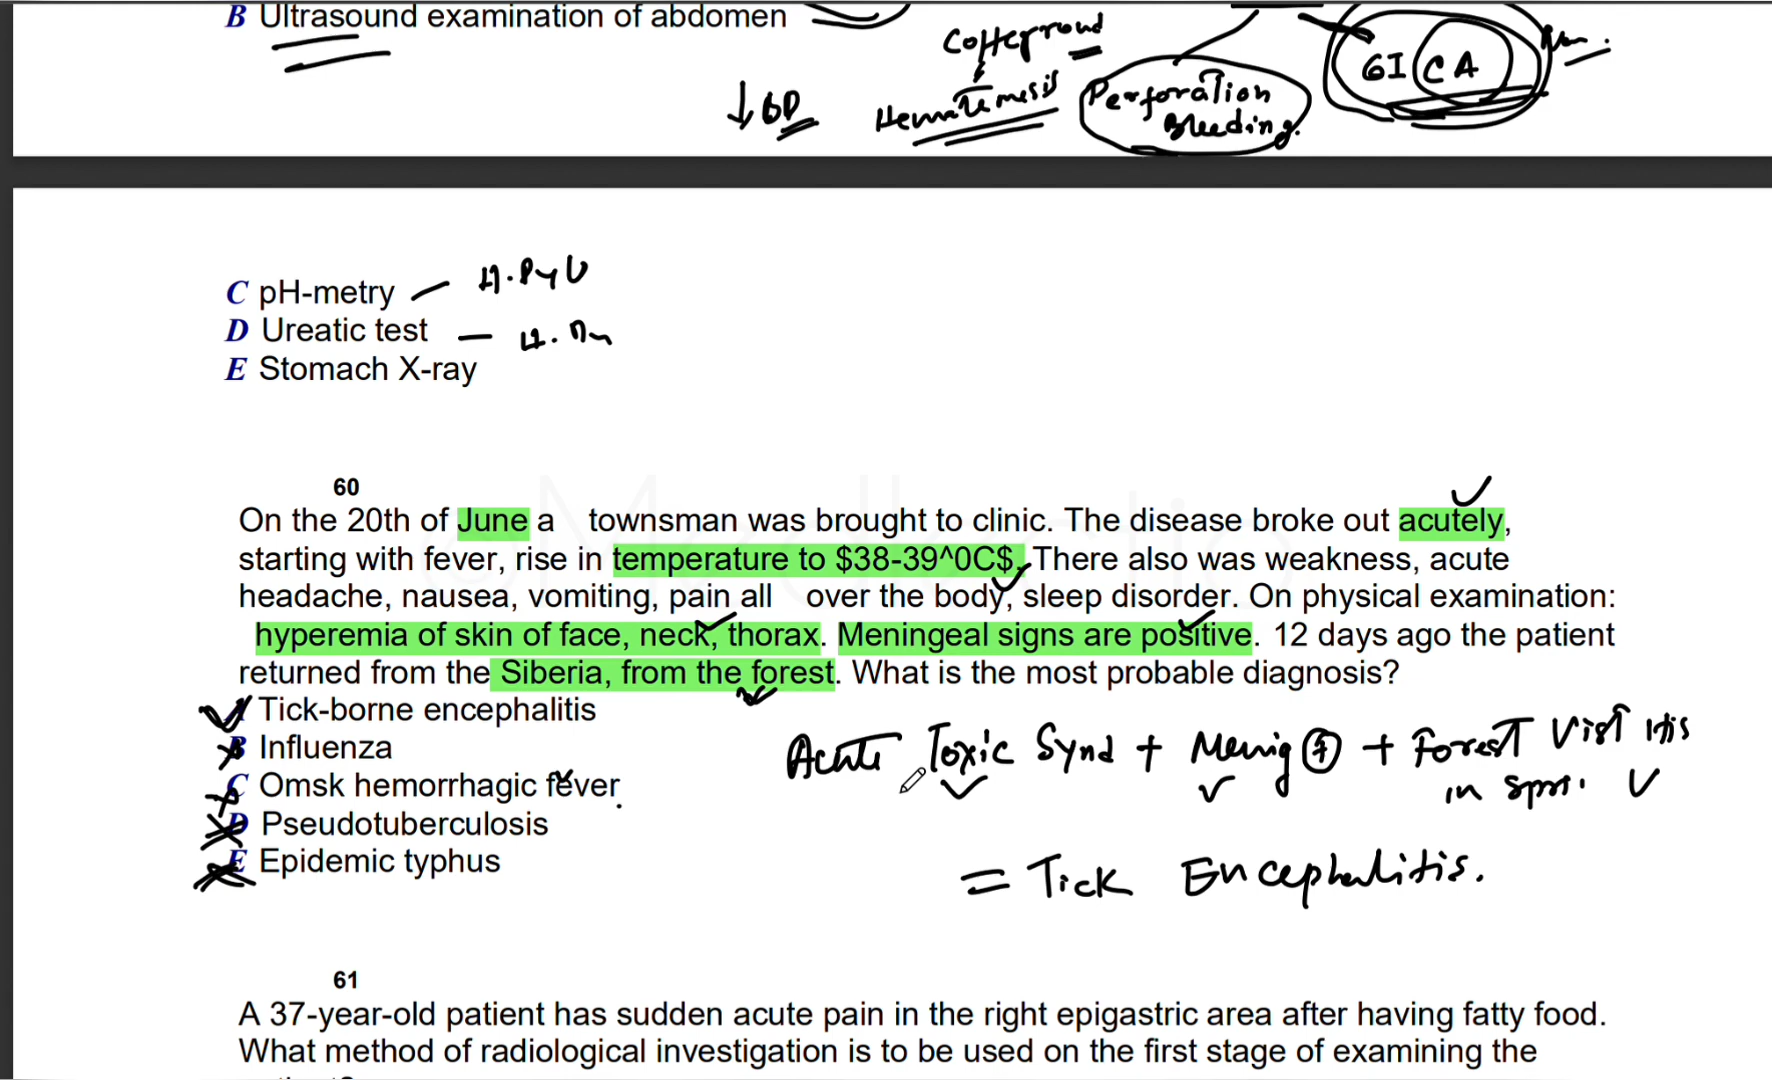 B Ultrasound examination of abdomen
Cofferround
GI CA
↓ BP
Hematemesis
Perforation
Bleeding.
C pH-metry — H. Pyl
D Ureatic test —
E Stomach X-ray
60
On the 20th of June a townsman was brought to clinic. The disease broke out acutely,
starting with fever, rise in temperature to $38-39^0C$. There also was weakness, acute
headache, nausea, vomiting, pain all over the body, sleep disorder. On physical examination:
hyperemia of skin of face, neck, thorax. Meningeal signs are positive. 12 days ago the patient
returned from the Siberia, from the forest. What is the most probable diagnosis?
A Tick-borne encephalitis
B Influenza
C Omsk hemorrhagic fever
D Pseudotuberculosis
E Epidemic typhus
Acute Toxic Synd + Menig + + Forest Visit
in
= Tick Encephalitis.
61
A 37-year-old patient has sudden acute pain in the right epigastric area after having fatty food.
What method of radiological investigation is to be used on the first stage of examining the